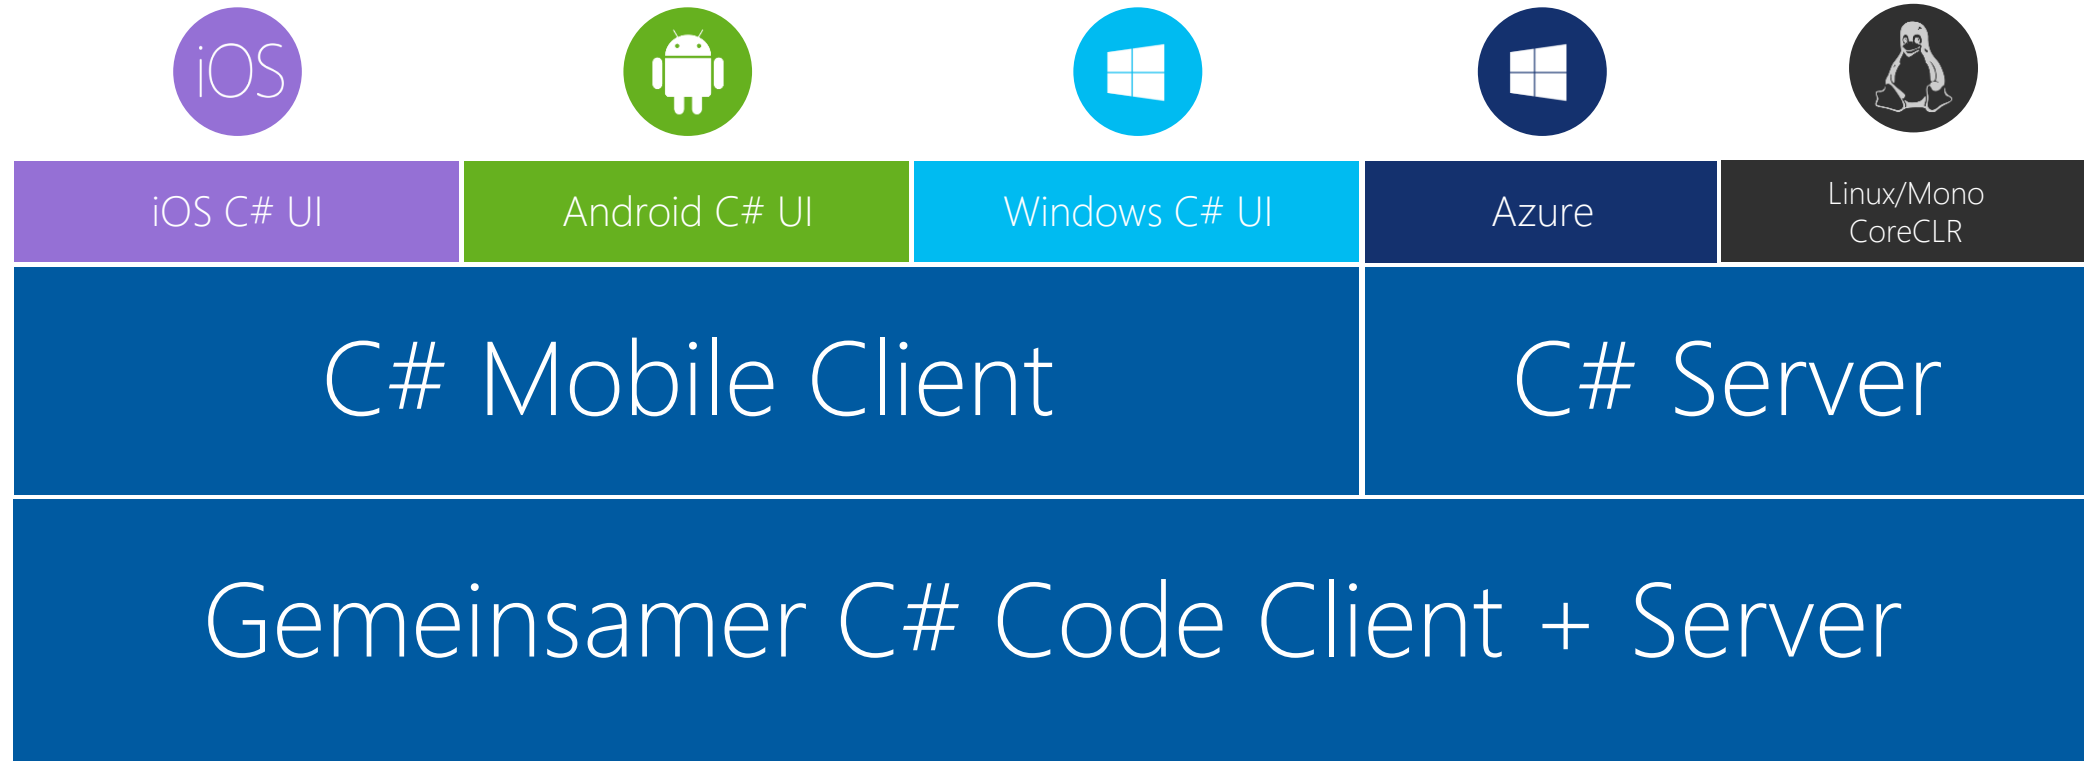 iOS
iOS C# UI
Android C# UI
Windows C# UI
Azure
Linux/Mono
CoreCLR
C# Mobile Client
C# Server
Gemeinsamer C# Code Client + Server